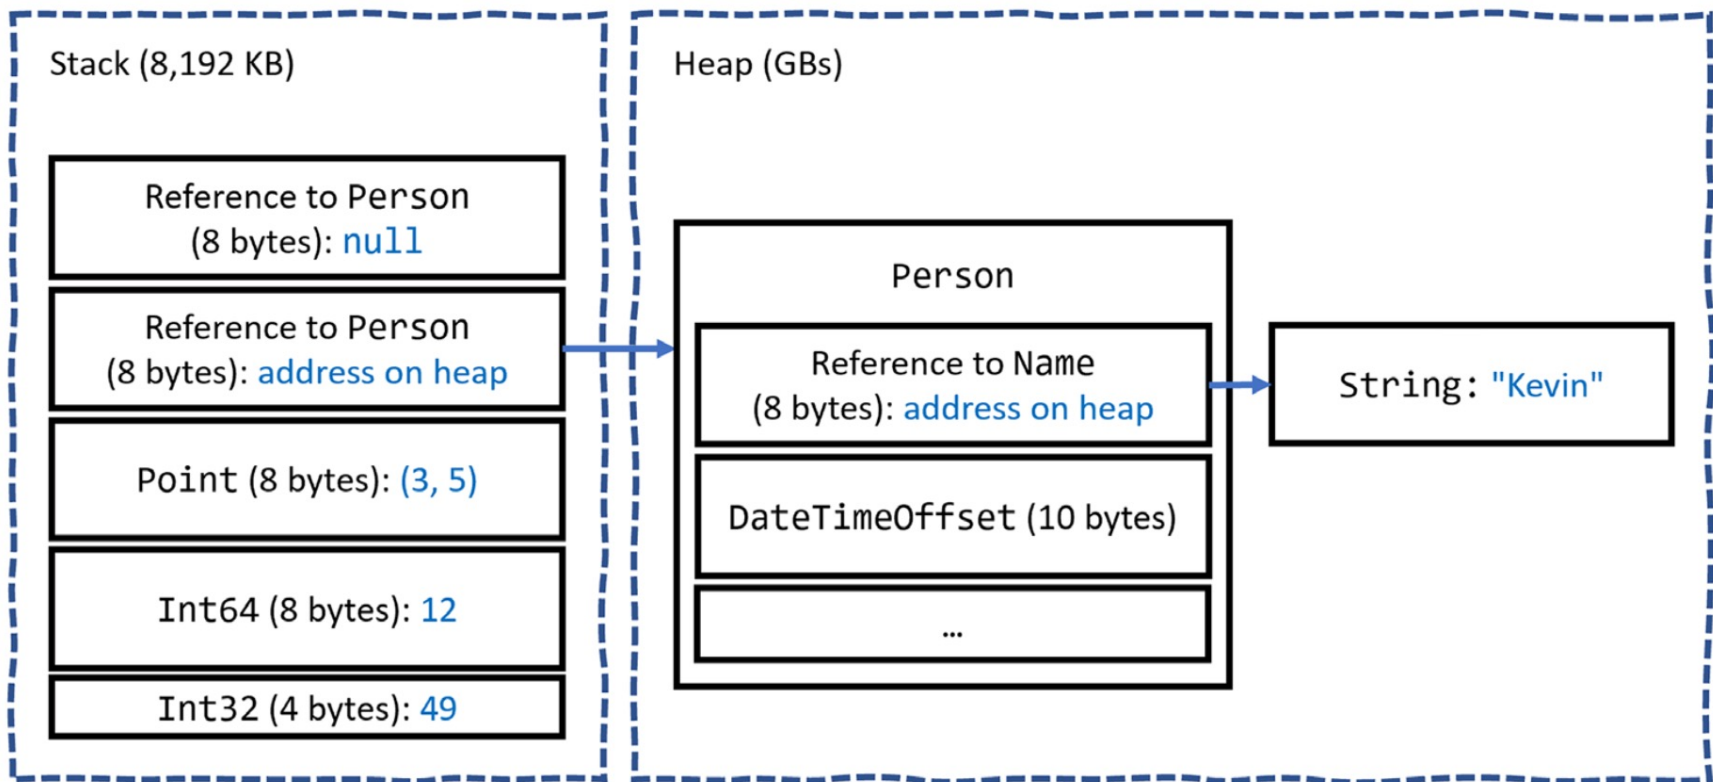 Stack (8,192 KB)
Reference to Person
(8 bytes): null
Reference to Person
(8 bytes): address on heap
Point (8 bytes): (3, 5)
Int64 (8 bytes): 12
Int32 (4 bytes): 49
Heap (GBs)
Person
Reference to Name
(8 bytes): address on heap
DateTimeOffset (10 bytes)
...
String: "Kevin"